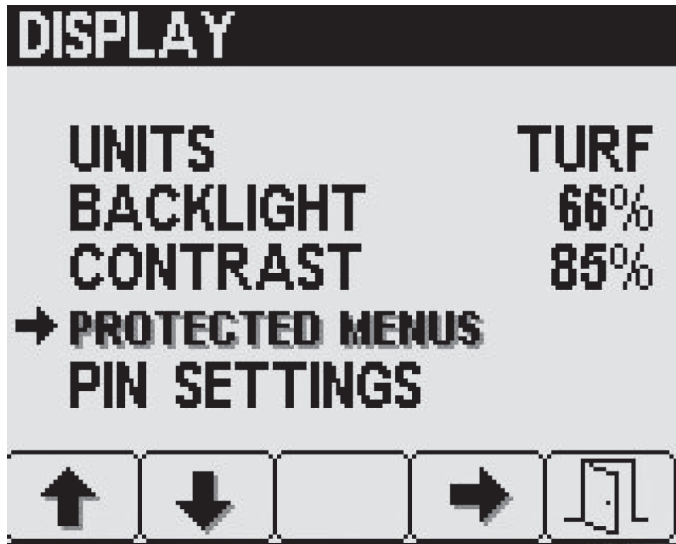 DISPLAY
UNITS TURF
BACKLIGHT 66%
CONTRAST 85%
PROTECTED MENUS
PIN SETTINGS